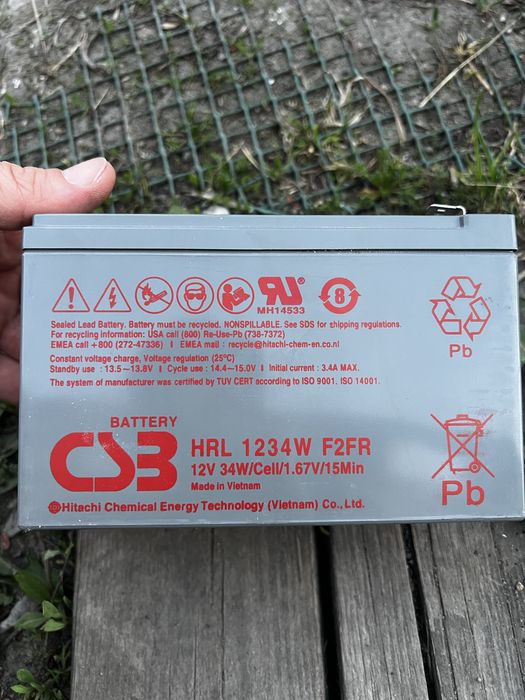 MH14533
8
Sealed Lead Battery. Battery must be recycled. NONSPILLABLE. See SDS for shipping regulations.
For recycling information: USA call (800) Re-Use-Pb (738-7372)
EMEA call +800 (272-47336) I EMEA mail : recycle@hitachi-chem-en.co.nl
Constant voltage charge, Voltage regulation (25°C)
Standby use : 13.5～13.8V I Cycle use : 14.4～15.0V I Initial current : 3.4A MAX.
The system of manufacturer was certified by TUV CERT according to ISO 9001, ISO 14001.
Pb
BATTERY
CSB
HRL 1234W F2FR
12V 34W/Cell/1.67V/15Min
Made in Vietnam
Pb
Hitachi Chemical Energy Technology (Vietnam) Co., Ltd.